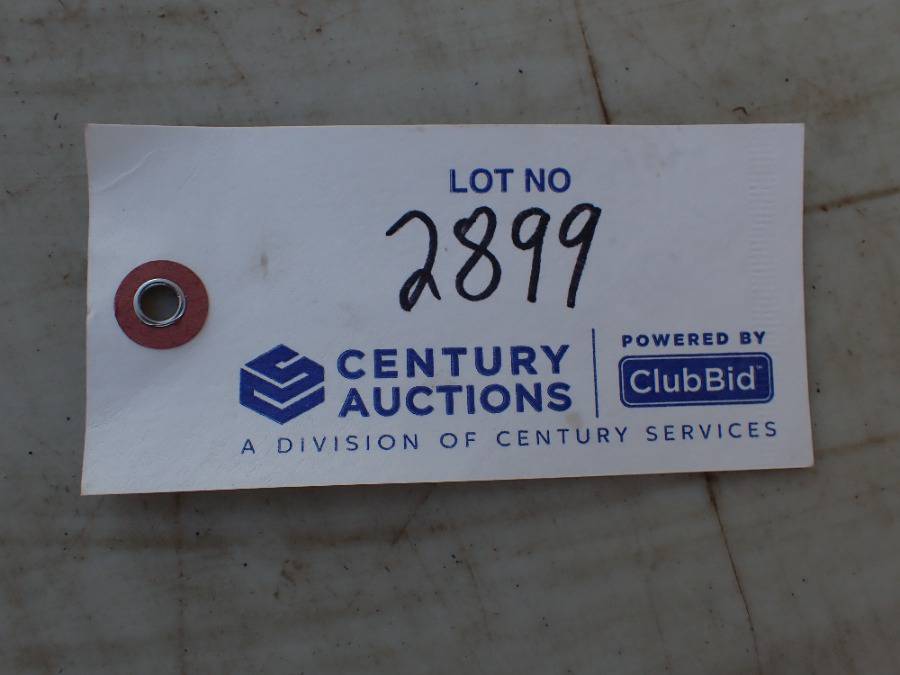 LOT NO
2899
CENTURY AUCTIONS
POWERED BY
ClubBid™
A DIVISION OF CENTURY SERVICES